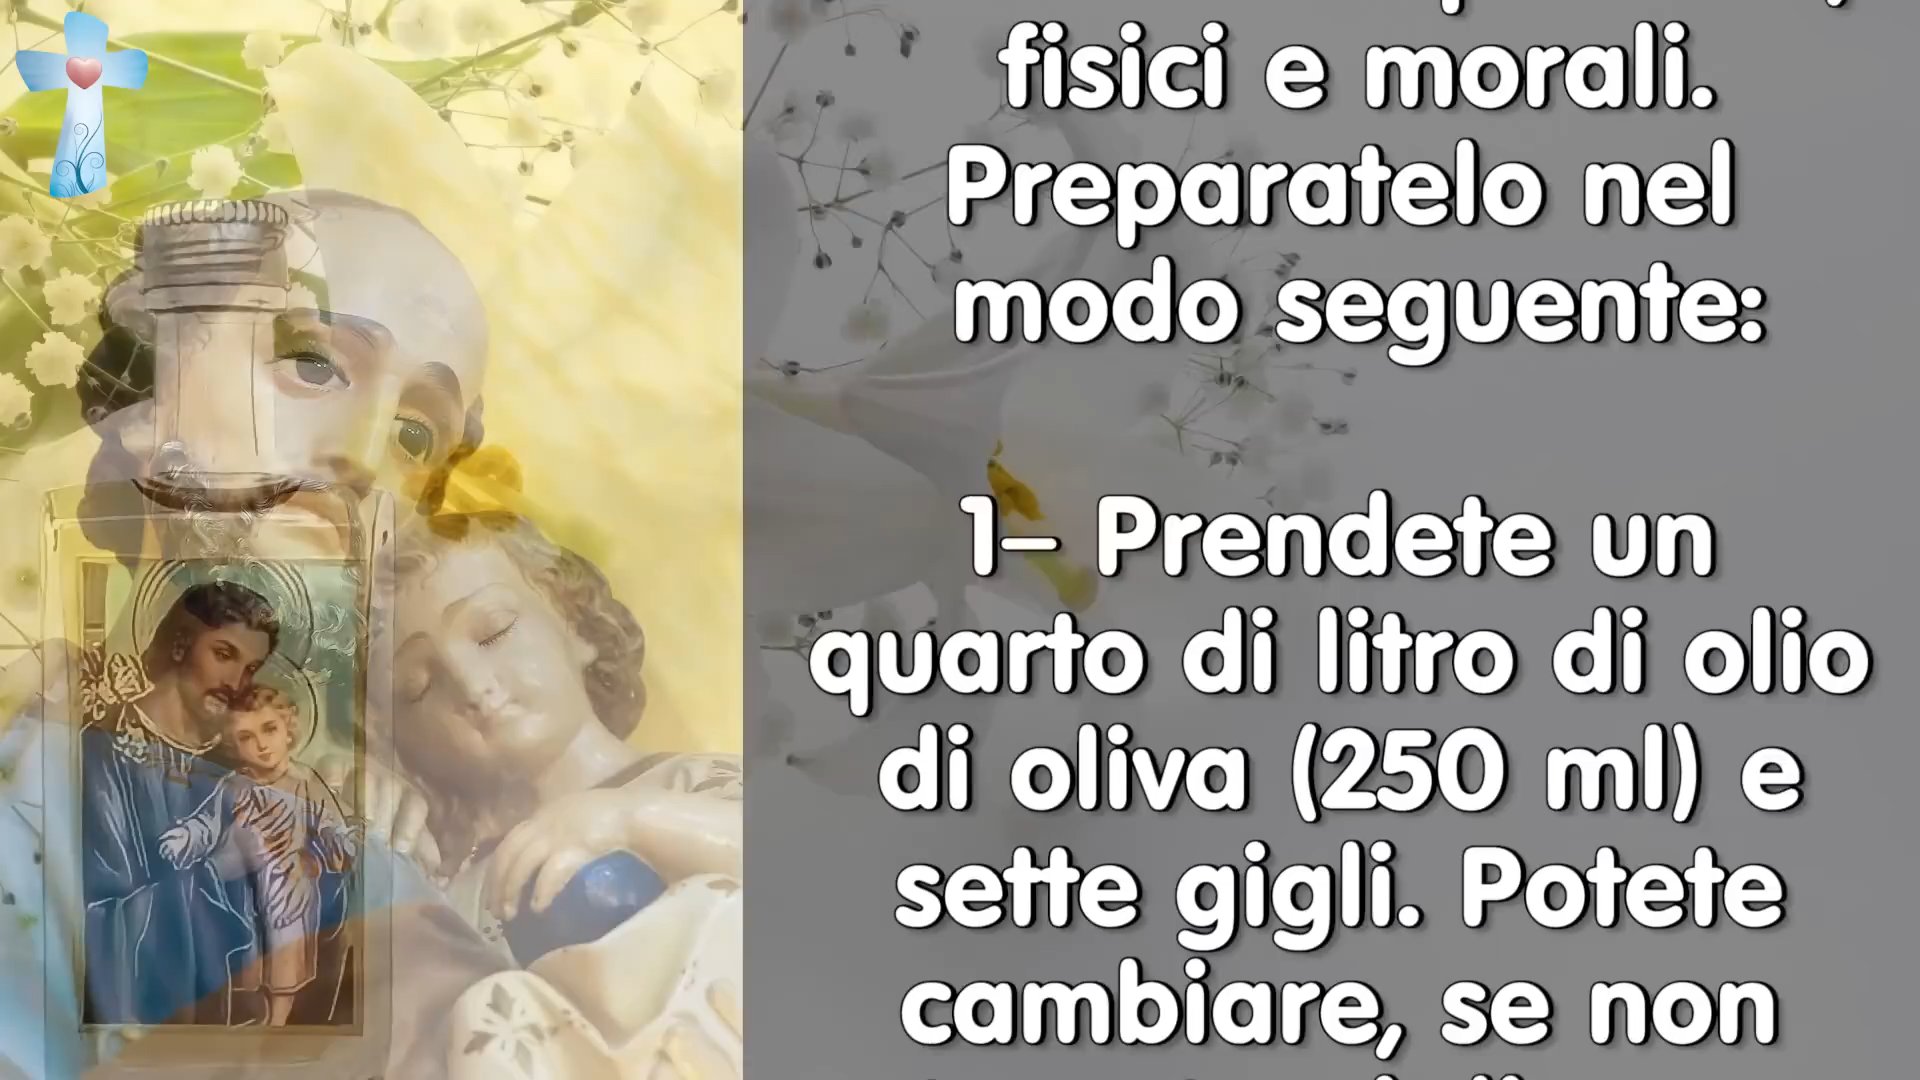 fisici e morali.
Preparatelo nel
modo seguente:
1– Prendete un
quarto di litro di olio
di oliva (250 ml) e
sette gigli. Potete
cambiare, se non